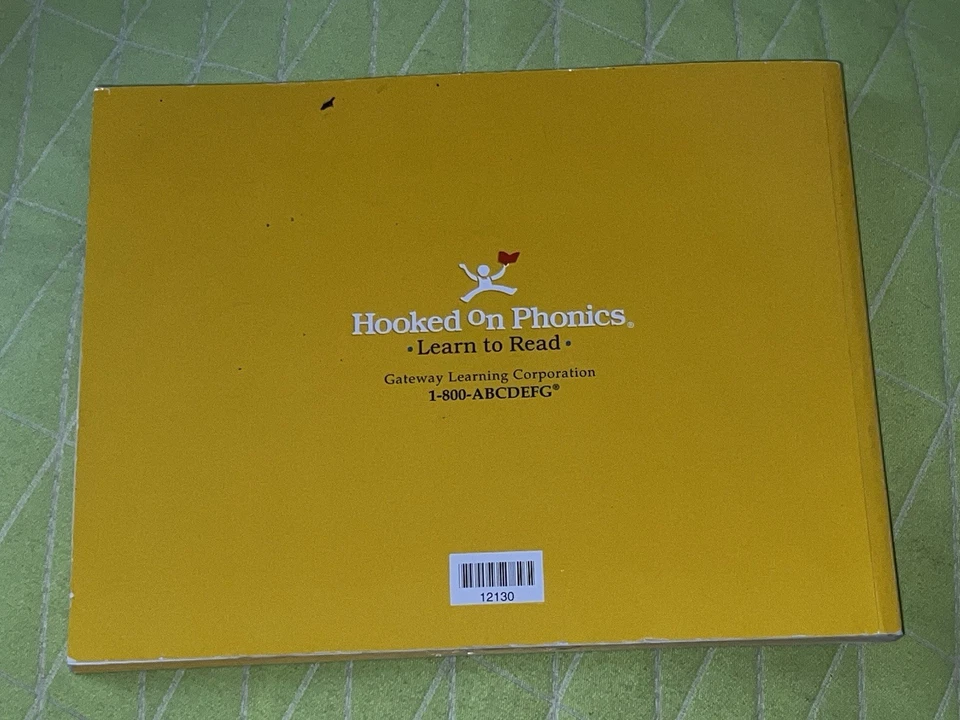 Hooked on Phonics®
• Learn to Read •
Gateway Learning Corporation
1-800-ABCDEFG®
12130